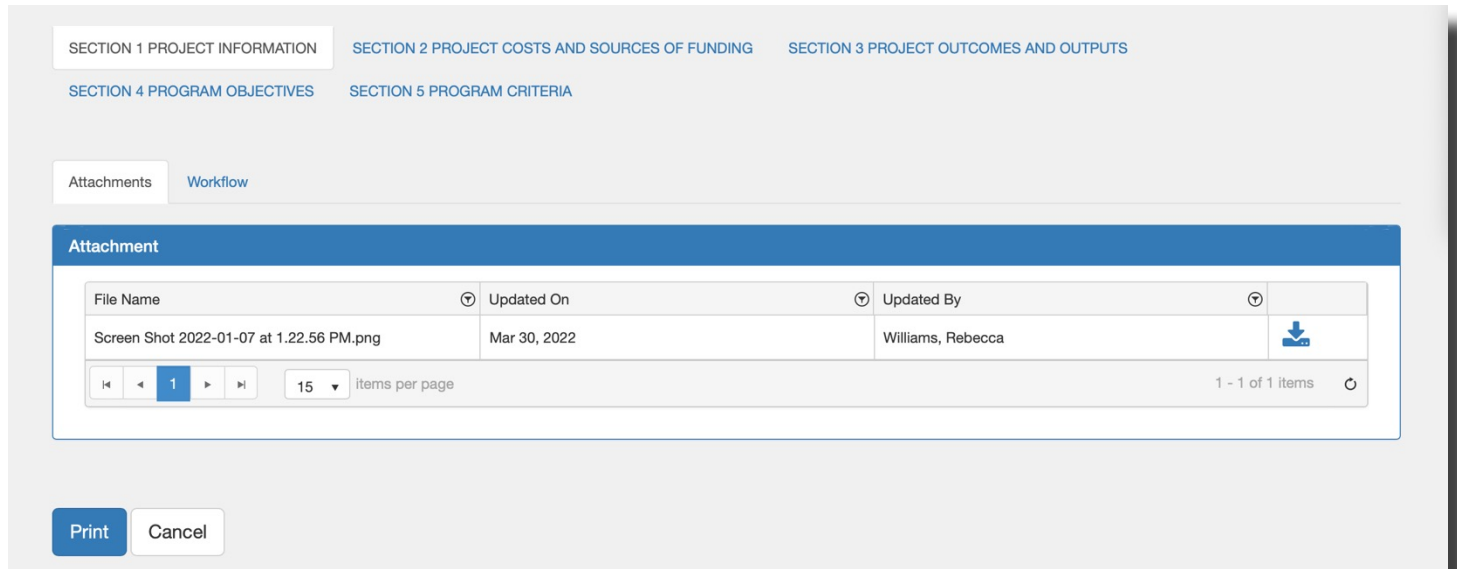 SECTION 1 PROJECT INFORMATION SECTION 2 PROJECT COSTS AND SOURCES OF FUNDING SECTION 3 PROJECT OUTCOMES AND OUTPUTS
SECTION 4 PROGRAM OBJECTIVES SECTION 5 PROGRAM CRITERIA
Attachments Workflow
Attachment
File Name Updated On Updated By
Screen Shot 2022-01-07 at 1.22.56 PM.png Mar 30, 2022 Williams, Rebecca
1 15 items per page 1 - 1 of 1 items
Print Cancel